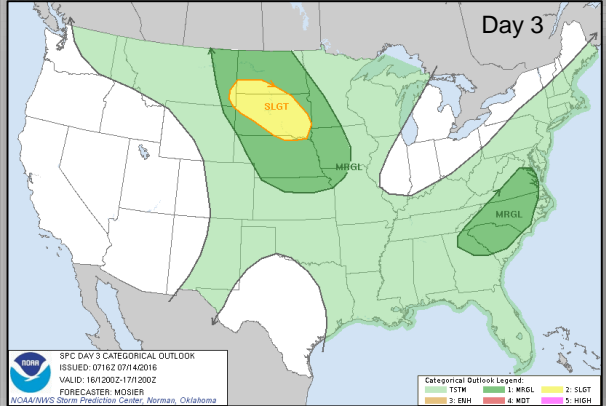 Day 3
SLGT
MRGL
MRGL
NOAA
SPC DAY 3 CATEGORICAL OUTLOOK
ISSUED: 0716Z 07/14/2016
VALID: 16/1200Z-17/1200Z
FORECASTER: MOSIER
NOAA/NWS Storm Prediction Center, Norman, Oklahoma
Categorical Outlook Legend:
TSTM 1: MRGL 2: SLGT
3: ENH 4: MDT 5: HIGH